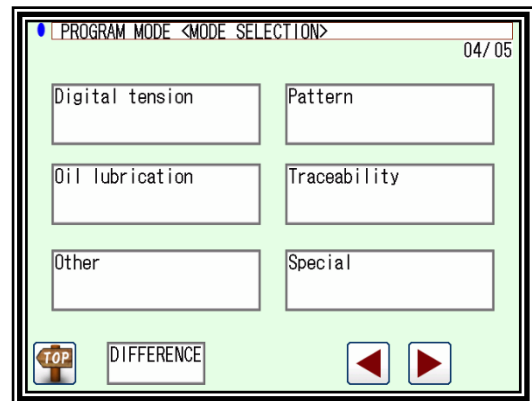 PROGRAM MODE <MODE SELECTION>
04/05
Digital tension
Pattern
Oil lubrication
Traceability
Other
Special
TOP
DIFFERENCE